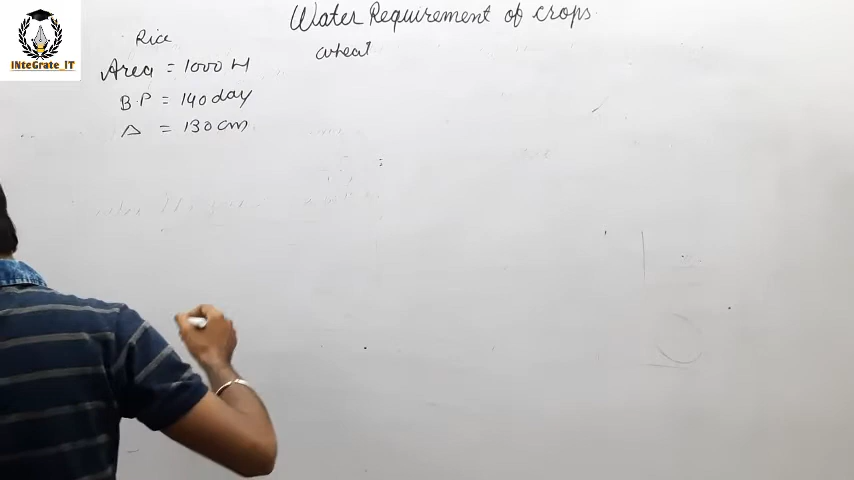 INteGrate_IT
Water Requirement of crops
Rice
wheat
Area = 1000 H
B.P = 140 day
Δ = 130 cm